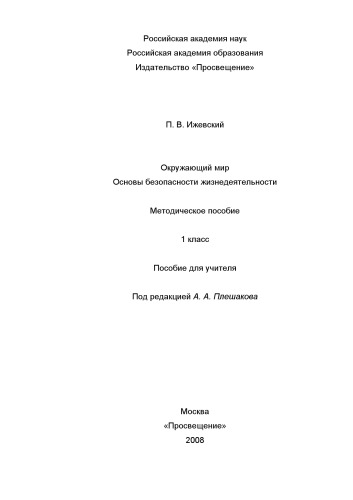 Российская академия наук
Российская академия образования
Издательство «Просвещение»
П. В. Ижевский
Окружающий мир
Основы безопасности жизнедеятельности
Методическое пособие
1 класс
Пособие для учителя
Под редакцией А. А. Плешакова
Москва
«Просвещение»
2008